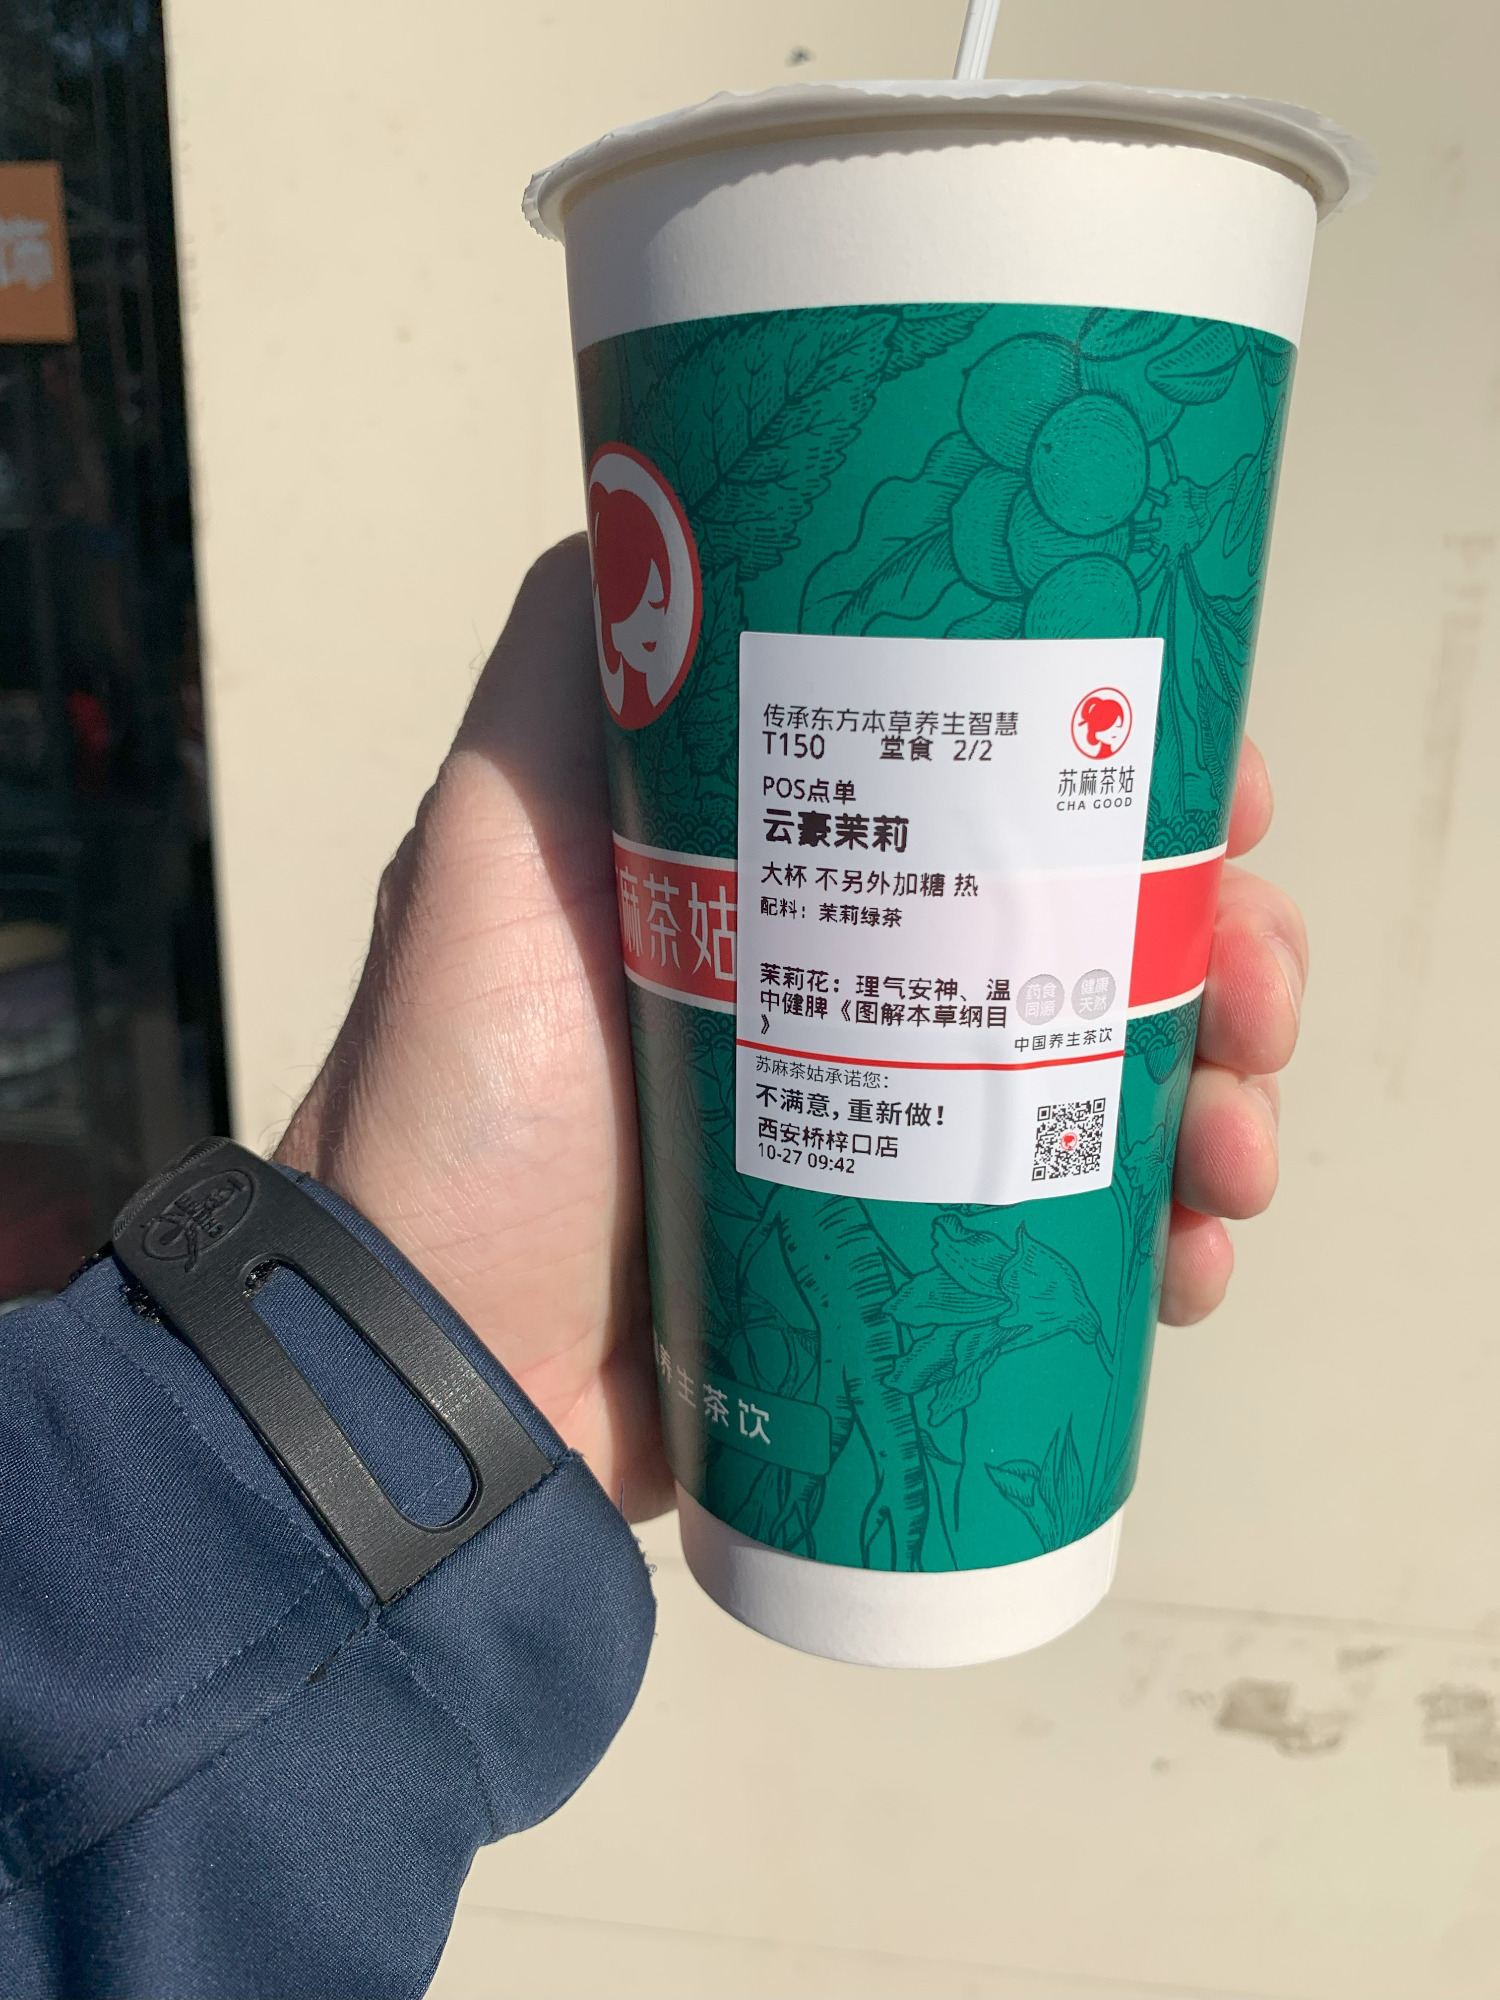 饰
传承东方本草养生智慧
T150 堂食 2/2
苏麻茶姑
CHA GOOD
POS点单
云豪茉莉
大杯 不另外加糖 热
配料：茉莉绿茶
麻茶姑
茉莉花：理气安神、温
中健脾《图解本草纲目
》
药食
同源
健康
天然
中国养生茶饮
苏麻茶姑承诺您：
不满意，重新做！
西安桥梓口店
10-27 09:42
养生茶饮